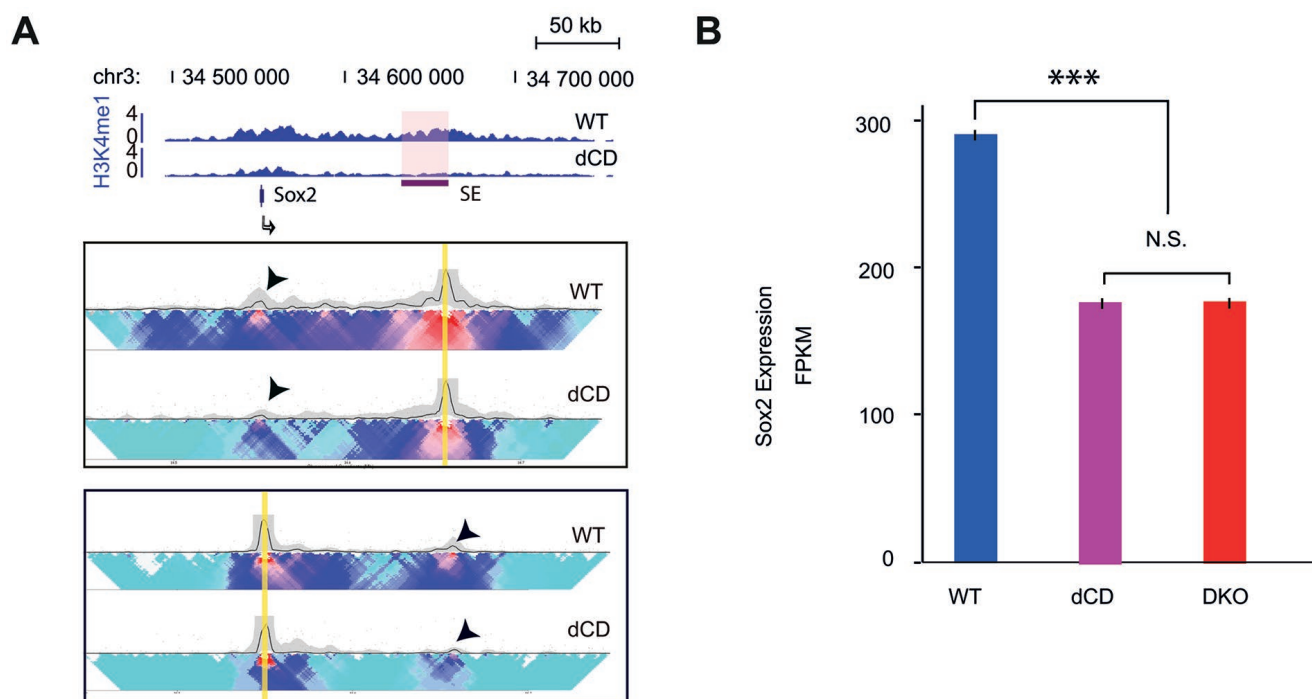 A
50 kb
chr3: 34 500 000 34 600 000 34 700 000
H3K4me1
4
0
WT
4
0
dCD
Sox2
SE
WT
dCD
WT
dCD
B
***
300
N.S.
200
100
0
Sox2 Expression
FPKM
WT dCD DKO